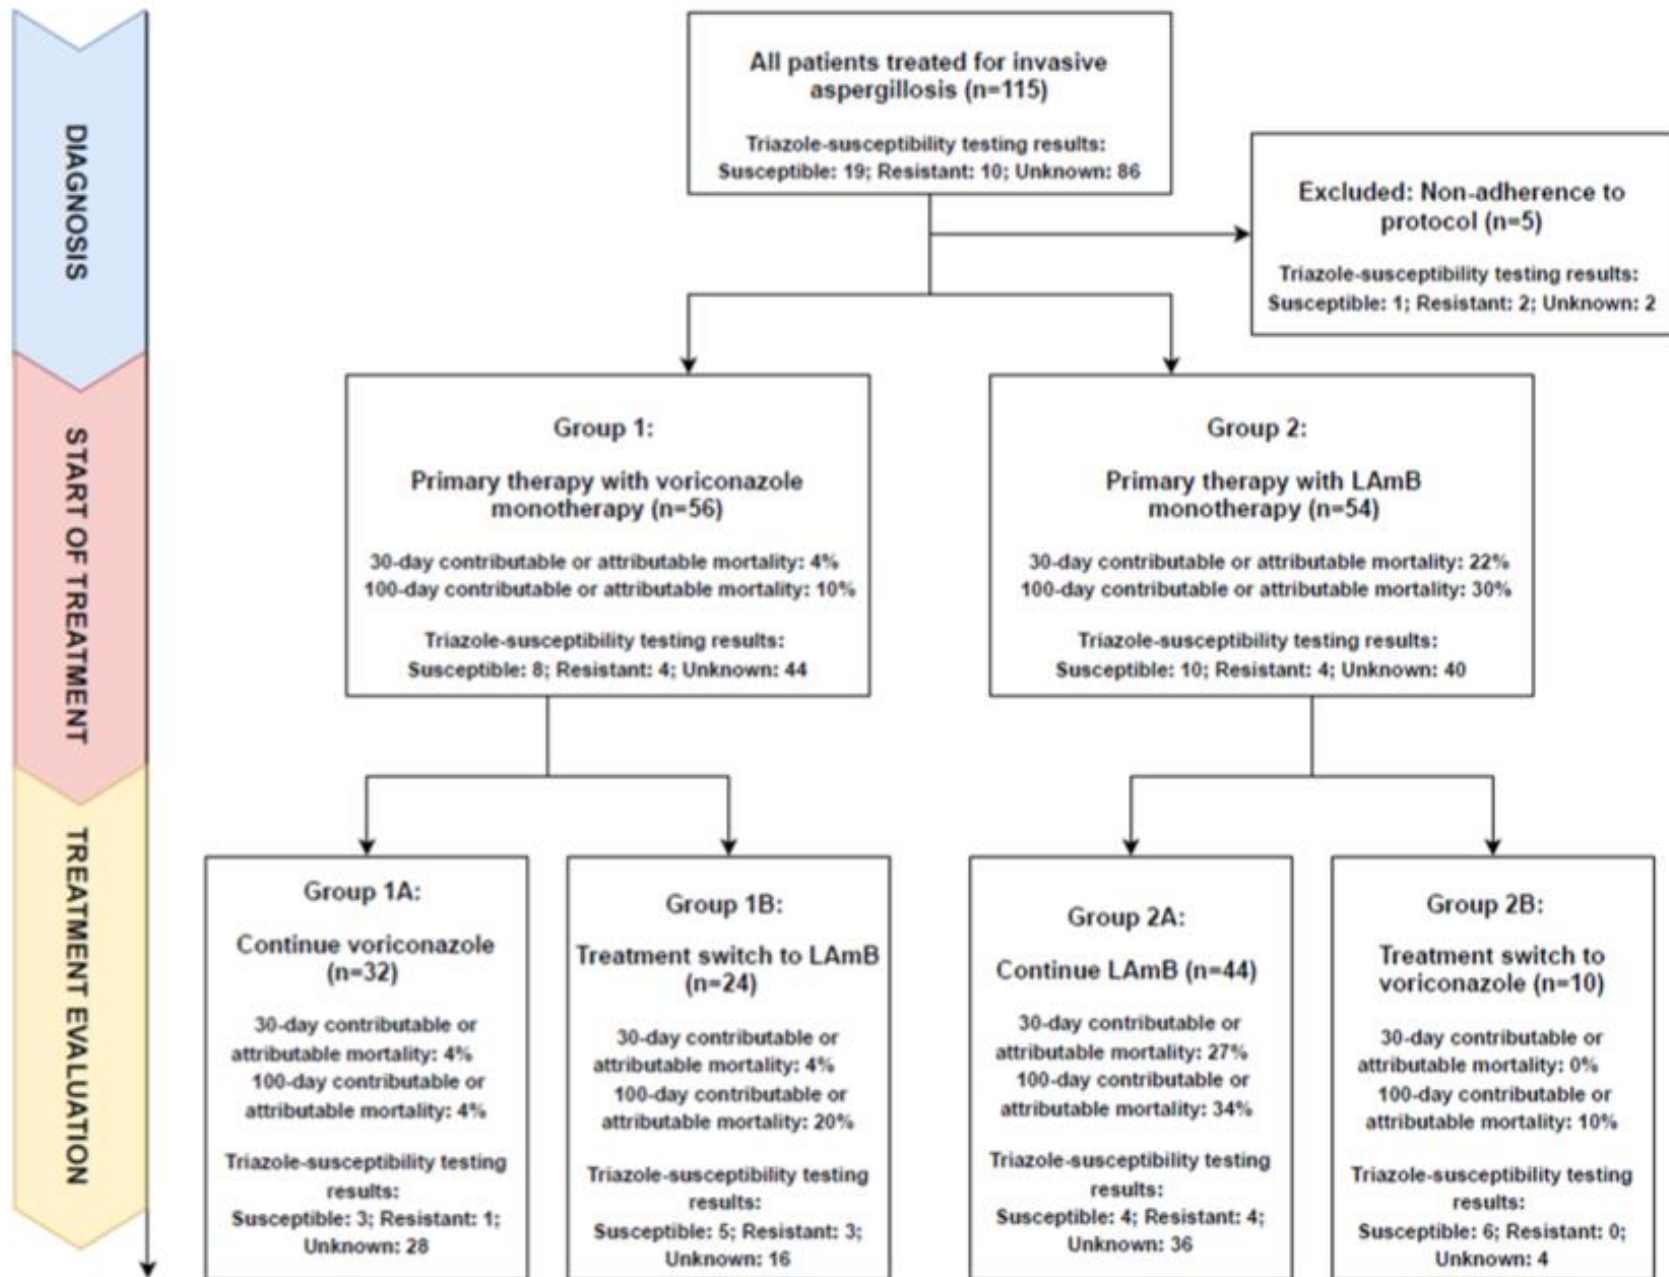 DIAGNOSIS
START OF TREATMENT
TREATMENT EVALUATION
All patients treated for invasive
aspergillosis (n=115)
Triazole-susceptibility testing results:
Susceptible: 19; Resistant: 10; Unknown: 86
Excluded: Non-adherence to
protocol (n=5)
Triazole-susceptibility testing results:
Susceptible: 1; Resistant: 2; Unknown: 2
Group 1:
Primary therapy with voriconazole
monotherapy (n=56)
30-day contributable or attributable mortality: 4%
100-day contributable or attributable mortality: 10%
Triazole-susceptibility testing results:
Susceptible: 8; Resistant: 4; Unknown: 44
Group 2:
Primary therapy with LAmB
monotherapy (n=54)
30-day contributable or attributable mortality: 22%
100-day contributable or attributable mortality: 30%
Triazole-susceptibility testing results:
Susceptible: 10; Resistant: 4; Unknown: 40
Group 1A:
Continue voriconazole
(n=32)
30-day contributable or
attributable mortality: 4%
100-day contributable or
attributable mortality: 4%
Triazole-susceptibility testing
results:
Susceptible: 3; Resistant: 1;
Unknown: 28
Group 1B:
Treatment switch to LAmB
(n=24)
30-day contributable or
attributable mortality: 4%
100-day contributable or
attributable mortality: 20%
Triazole-susceptibility testing
results:
Susceptible: 5; Resistant: 3;
Unknown: 16
Group 2A:
Continue LAmB (n=44)
30-day contributable or
attributable mortality: 27%
100-day contributable or
attributable mortality: 34%
Triazole-susceptibility testing
results:
Susceptible: 4; Resistant: 4;
Unknown: 36
Group 2B:
Treatment switch to
voriconazole (n=10)
30-day contributable or
attributable mortality: 0%
100-day contributable or
attributable mortality: 10%
Triazole-susceptibility testing
results:
Susceptible: 6; Resistant: 0;
Unknown: 4